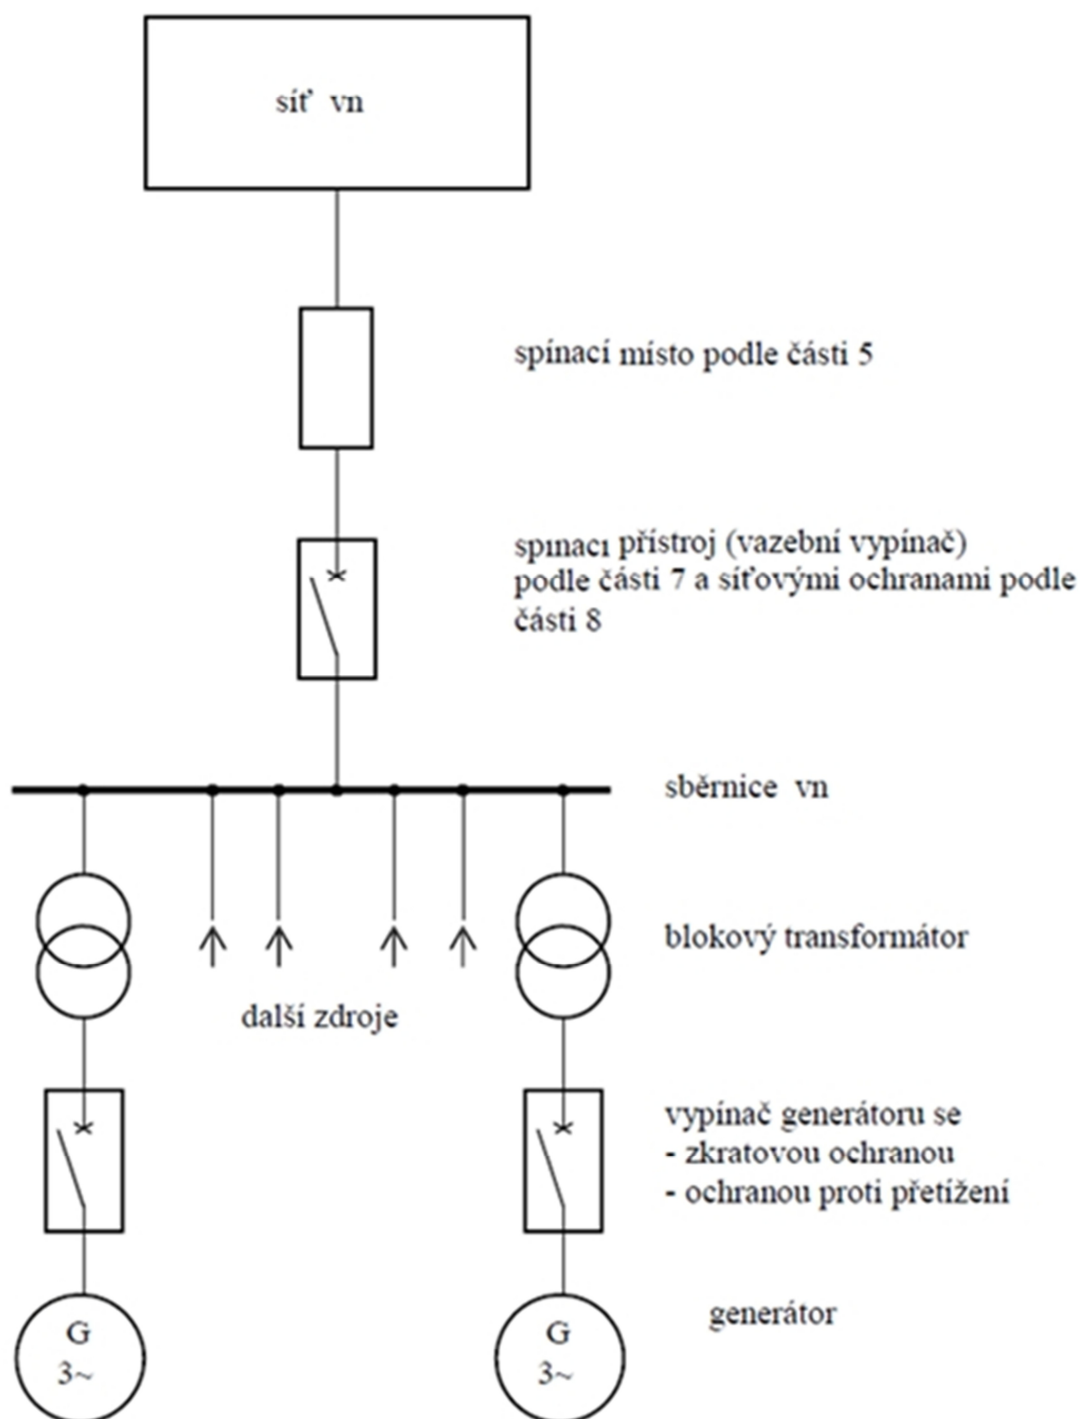 síť vn
spínací místo podle části 5
spínací přístroj (vazební vypínač)
podle části 7 a síťovými ochranami podle
části 8
sběrnice vn
blokový transformátor
další zdroje
vypínač generátoru se
- zkratovou ochranou
- ochranou proti přetížení
generátor
G
3~
G
3~